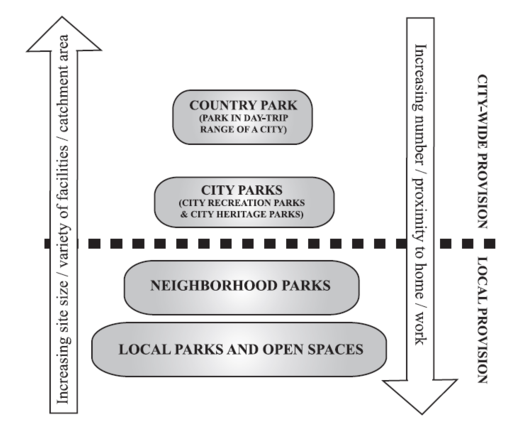 Increasing site size / variety of facilities / catchment area
COUNTRY PARK
(PARK IN DAY-TRIP
RANGE OF A CITY)
CITY PARKS
(CITY RECREATION PARKS
& CITY HERITAGE PARKS)
NEIGHBORHOOD PARKS
LOCAL PARKS AND OPEN SPACES
Increasing number / proximity to home / work
CITY-WIDE PROVISION
LOCAL PROVISION